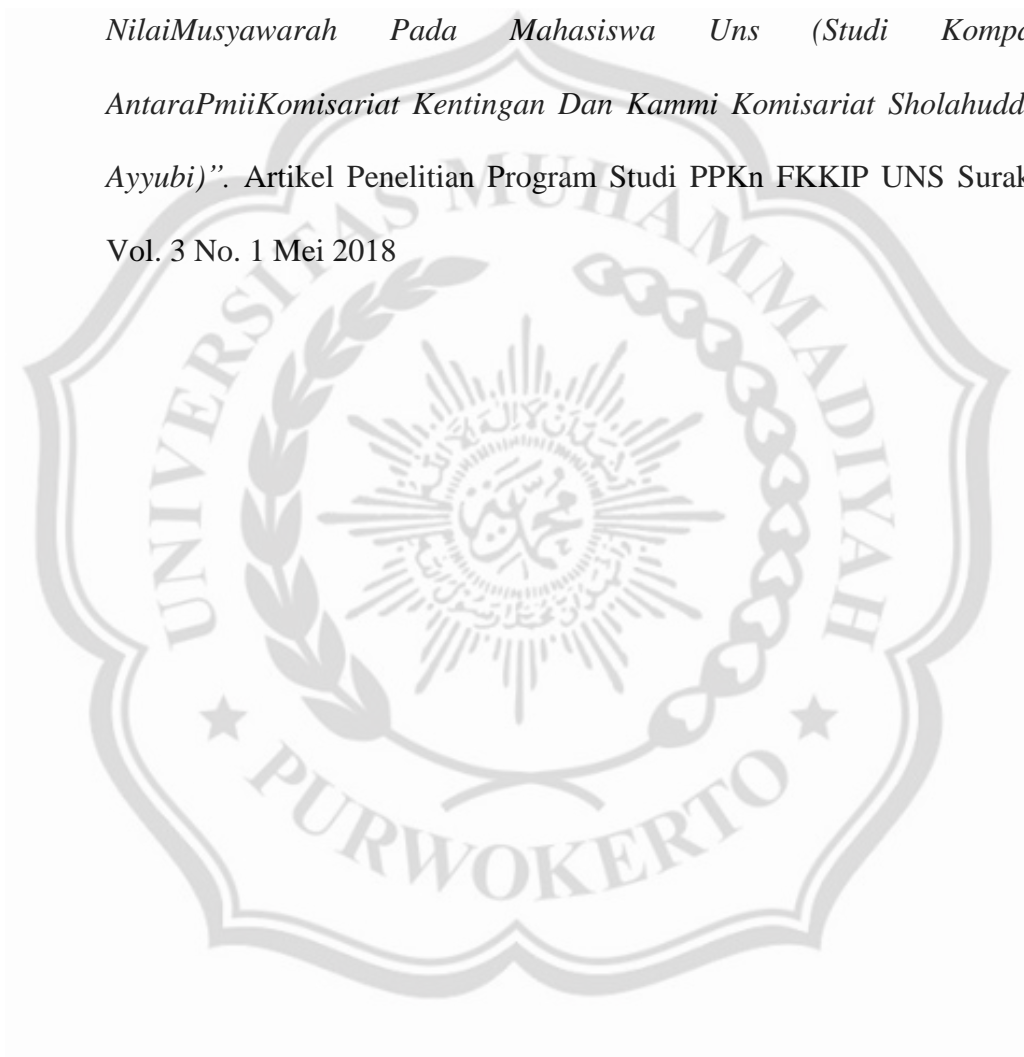 NilaiMusyawarah Pada Mahasiswa Uns (Studi Kompa
AntaraPmiiKomisariat Kentingan Dan Kammi Komisariat Sholahudd
Ayyubi)”. Artikel Penelitian Program Studi PPKn FKKIP UNS Surak
Vol. 3 No. 1 Mei 2018
UNIVERSITAS MUHAMMADIYAH
PURWOKERTO